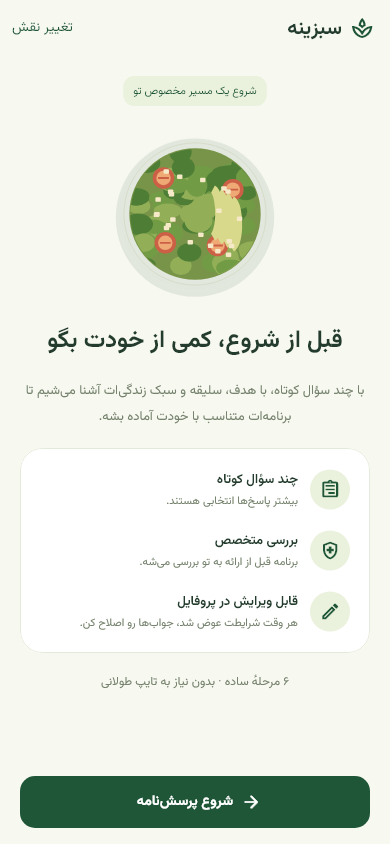 سبزینه
تغییر نقش
شروع یک مسیر مخصوص تو
قبل از شروع، کمی از خودت بگو
با چند سؤال کوتاه، با هدف، سلیقه و سبک زندگی‌ات آشنا می‌شیم تا
برنامه‌ات متناسب با خودت آماده بشه.
چند سؤال کوتاه
بیشتر پاسخ‌ها انتخابی هستند.
بررسی متخصص
برنامه قبل از ارائه به تو بررسی می‌شه.
قابل ویرایش در پروفایل
هر وقت شرایطت عوض شد، جواب‌ها رو اصلاح کن.
۶ مرحلهٔ ساده · بدون نیاز به تایپ طولانی
شروع پرسش‌نامه